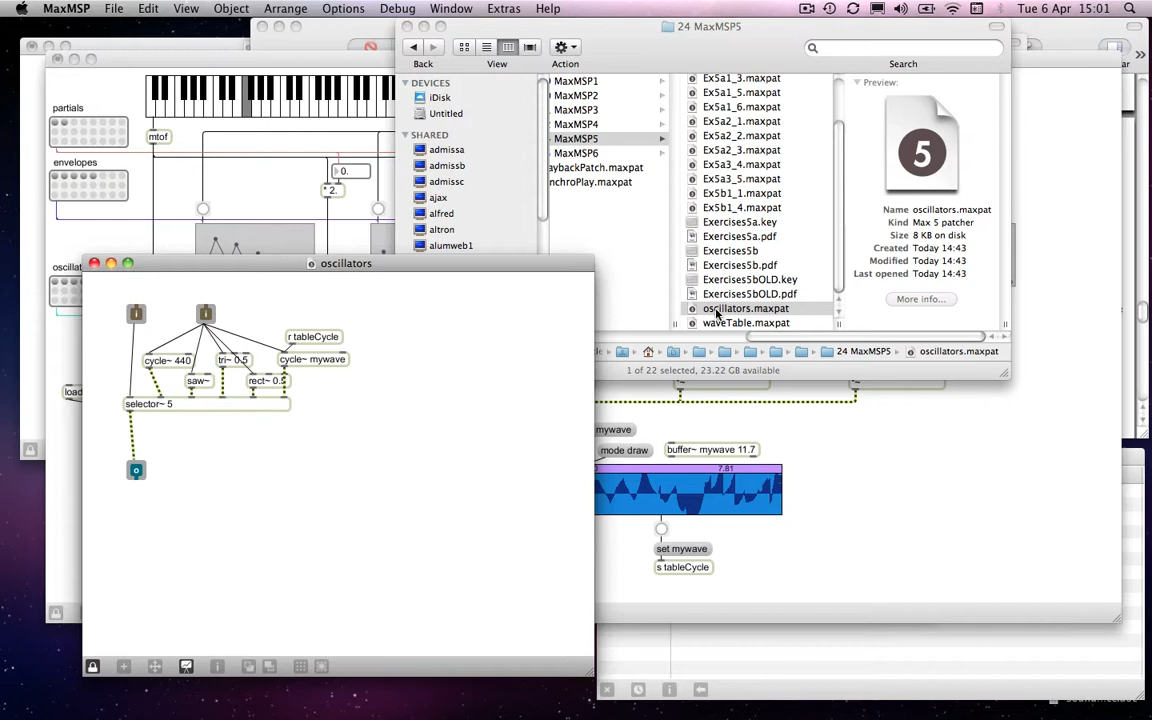 MaxMSP File Edit View Object Arrange Options Debug Window Extras Help Tue 6 Apr 15:01
24 MaxMSP5
Back View Action Search
partials
mtof
0.
* 2.
envelopes
DEVICES
iDisk
Untitled
SHARED
admissa
admissb
admissc
ajax
alfred
altron
alumweb1
MaxMSP1
MaxMSP2
MaxMSP3
MaxMSP4
MaxMSP5
MaxMSP6
aybackPatch.maxpat
nchroPlay.maxpat
Ex5a1_3.maxpat
Ex5a1_5.maxpat
Ex5a1_6.maxpat
Ex5a2_1.maxpat
Ex5a2_2.maxpat
Ex5a2_3.maxpat
Ex5a3_4.maxpat
Ex5a3_5.maxpat
Ex5b1_1.maxpat
Ex5b1_4.maxpat
Exercises5a.key
Exercises5a.pdf
Exercises5b
Exercises5b.pdf
Exercises5bOLD.key
Exercises5bOLD.pdf
oscillators.maxpat
waveTable.maxpat
Preview:
5
Name oscillators.maxpat
Kind Max 5 patcher
Size 8 KB on disk
Created Today 14:43
Modified Today 14:43
Last opened Today 14:43
More info...
24 MaxMSP5 oscillators.maxpat
1 of 22 selected, 23.22 GB available
oscillat
load
oscillators
r tableCycle
cycle~ 440
tri~ 0.5
cycle~ mywave
saw~
rect~ 0.5
selector~ 5
mywave
mode draw
buffer~ mywave 11.7
7.81
set mywave
s tableCycle